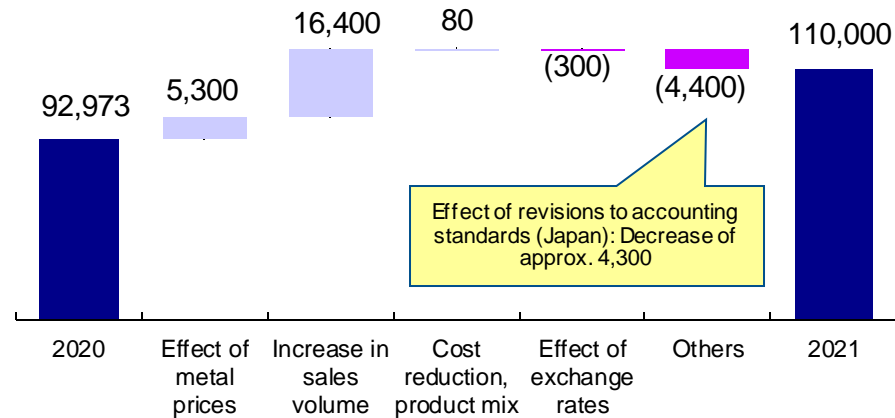 16,400
80
110,000
5,300
(300)
(4,400)
92,973
Effect of revisions to accounting
standards (Japan): Decrease of
approx. 4,300
2020
Effect of
metal
prices
Increase in
sales
volume
Cost
reduction,
product mix
Effect of
exchange
rates
Others
2021